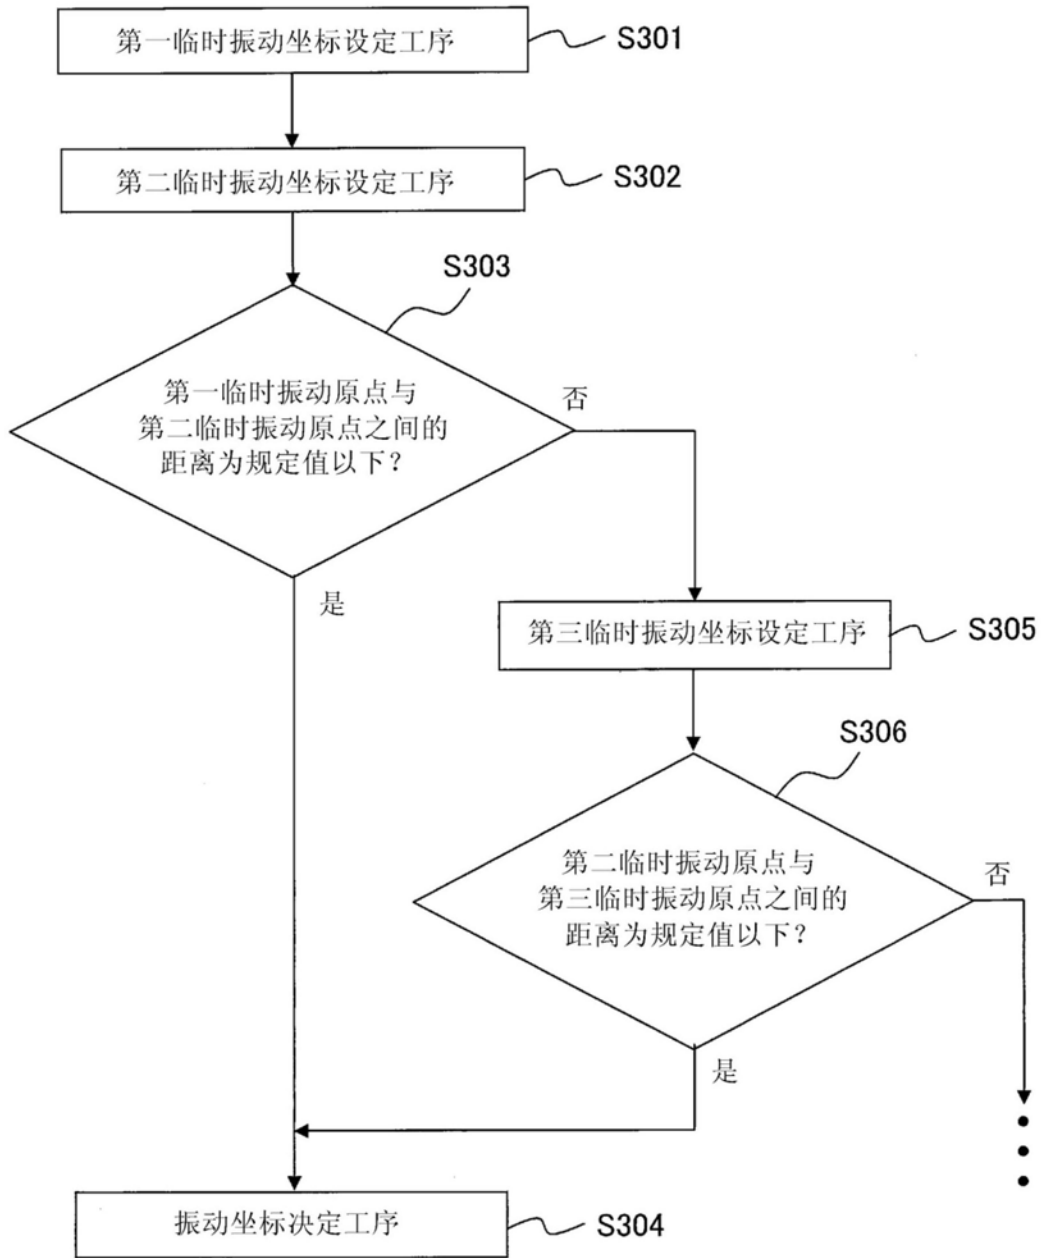 第一临时振动坐标设定工序
S301
第二临时振动坐标设定工序
S302
S303
第一临时振动原点与
第二临时振动原点之间的
距离为规定值以下?
否
是
第三临时振动坐标设定工序
S305
S306
第二临时振动原点与
第三临时振动原点之间的
距离为规定值以下?
否
是
振动坐标决定工序
S304